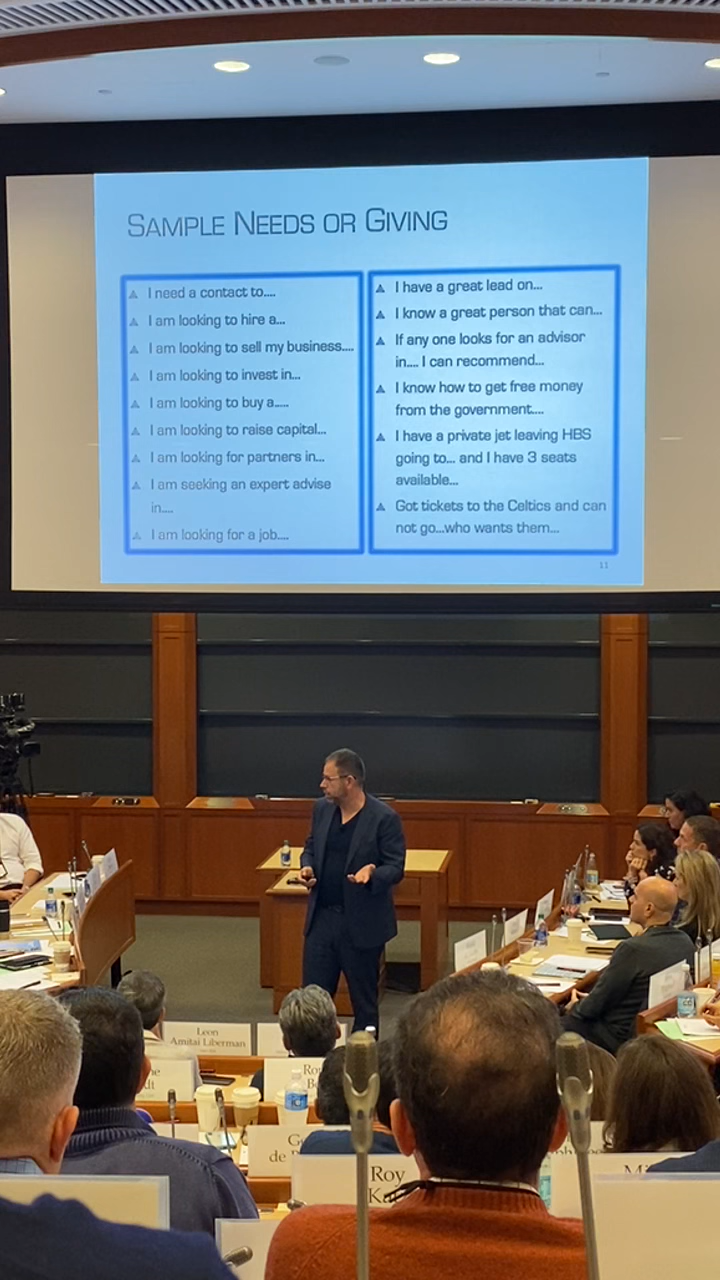 SAMPLE NEEDS OR GIVING
I need a contact to....
I am looking to hire a...
I am looking to sell my business....
I am looking to invest in...
I am looking to buy a.....
I am looking to raise capital...
I am looking for partners in...
I am seeking an expert advise
in....
I am looking for a job....
I have a great lead on...
I know a great person that can...
If any one looks for an advisor
in.... I can recommend...
I know how to get free money
from the government....
I have a private jet leaving HBS
going to... and I have 3 seats
available...
Got tickets to the Celtics and can
not go...who wants them...
11
Leon
Amitai Liberman
de
Roy